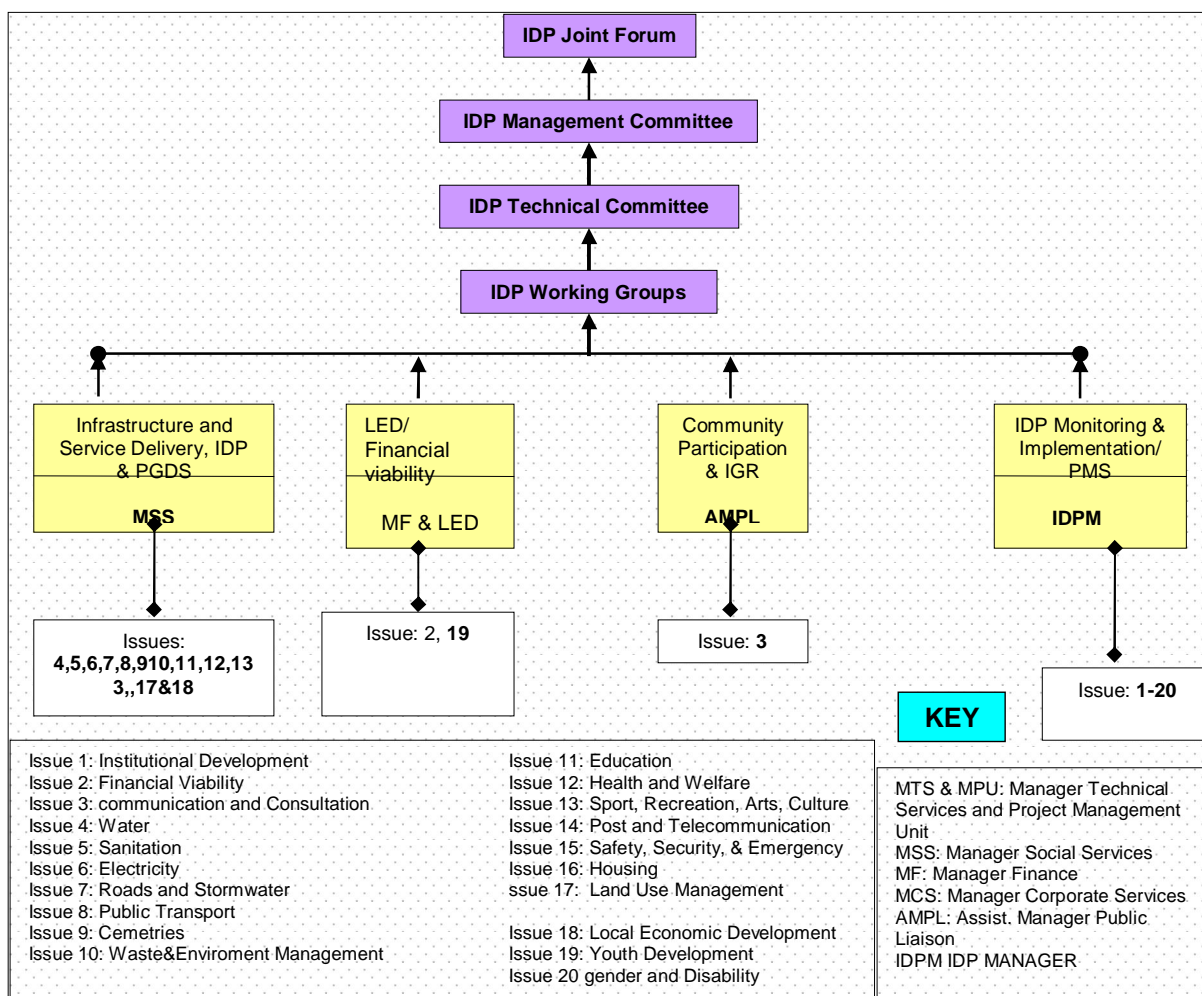 IDP Joint Forum
IDP Management Committee
IDP Technical Committee
IDP Working Groups
Infrastructure and
Service Delivery, IDP
& PGDS
MSS
LED/
Financial
viability
MF & LED
Community
Participation
& IGR
AMPL
IDP Monitoring &
Implementation/
PMS
IDPM
Issues:
4,5,6,7,8,910,11,12,13
3,,17&18
Issue: 2, 19
Issue: 3
Issue: 1-20
KEY
Issue 1: Institutional Development
Issue 2: Financial Viability
Issue 3: communication and Consultation
Issue 4: Water
Issue 5: Sanitation
Issue 6: Electricity
Issue 7: Roads and Stormwater
Issue 8: Public Transport
Issue 9: Cemetries
Issue 10: Waste&Enviroment Management
Issue 11: Education
Issue 12: Health and Welfare
Issue 13: Sport, Recreation, Arts, Culture
Issue 14: Post and Telecommunication
Issue 15: Safety, Security, & Emergency
Issue 16: Housing
ssue 17: Land Use Management
Issue 18: Local Economic Development
Issue 19: Youth Development
Issue 20 gender and Disability
MTS & MPU: Manager Technical
Services and Project Management
Unit
MSS: Manager Social Services
MF: Manager Finance
MCS: Manager Corporate Services
AMPL: Assist. Manager Public
Liaison
IDPM IDP MANAGER